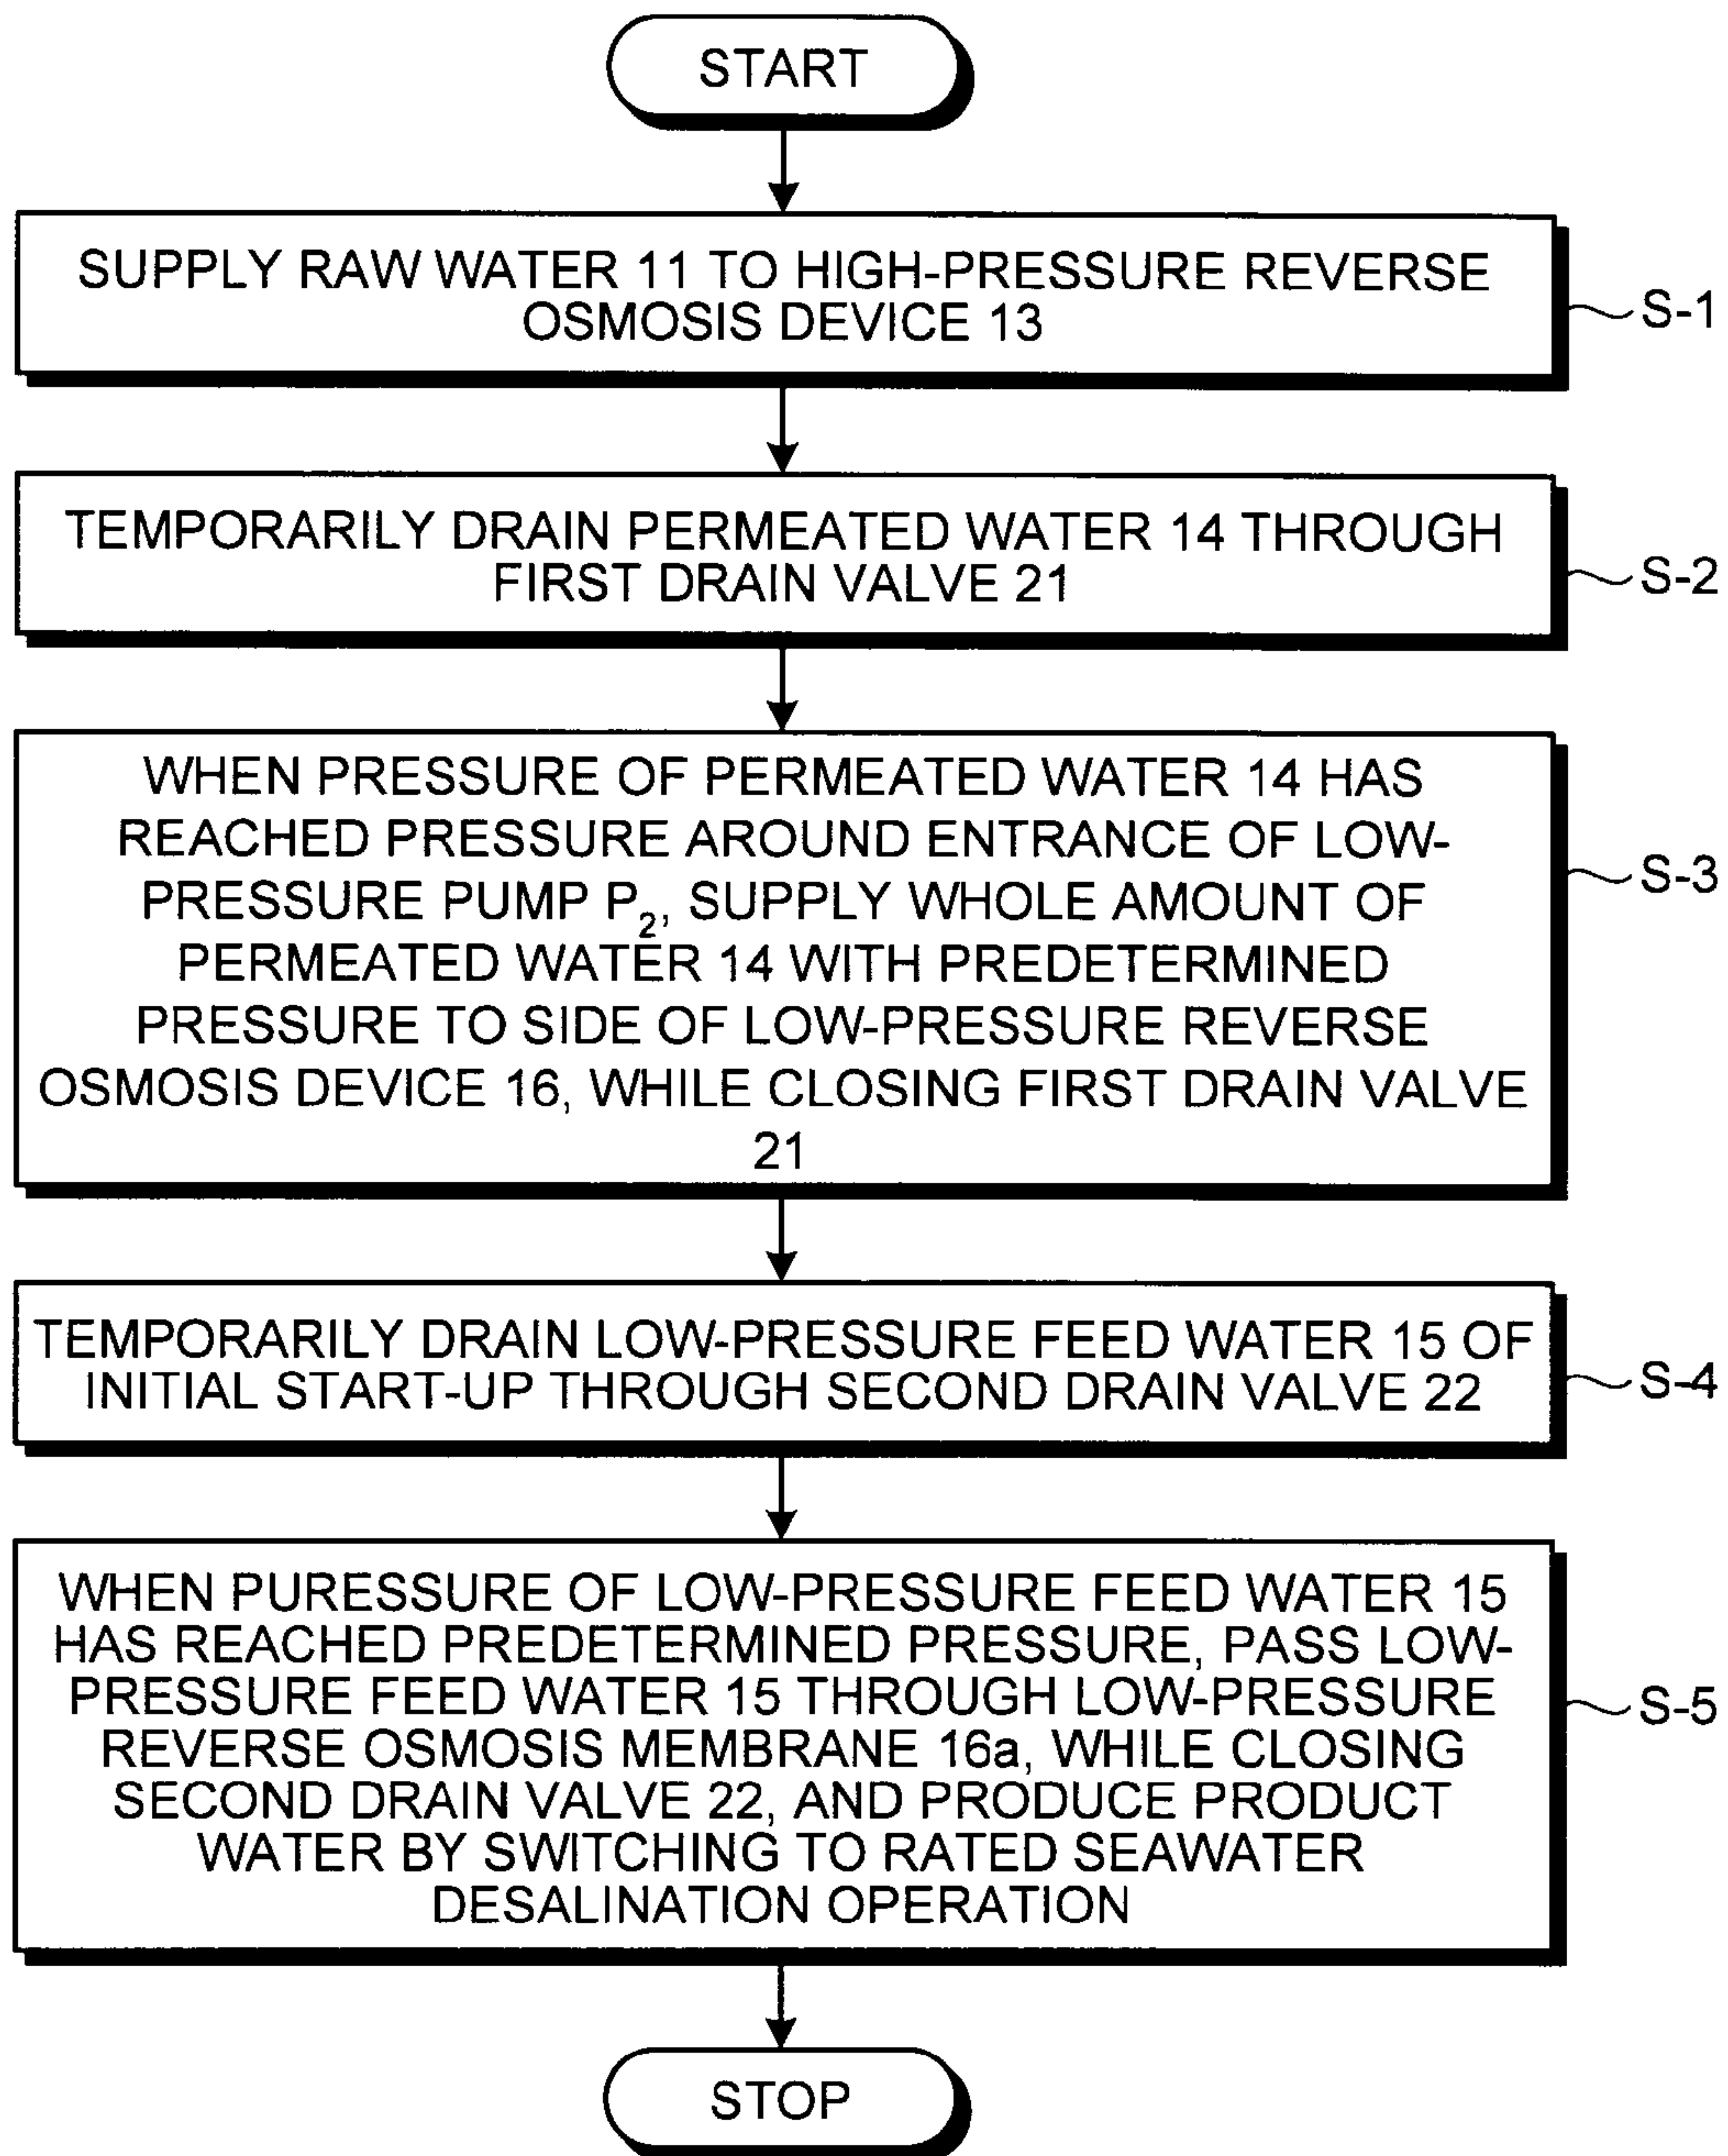 START
SUPPLY RAW WATER 11 TO HIGH-PRESSURE REVERSE
OSMOSIS DEVICE 13
S-1
TEMPORARILY DRAIN PERMEATED WATER 14 THROUGH
FIRST DRAIN VALVE 21
S-2
WHEN PRESSURE OF PERMEATED WATER 14 HAS
REACHED PRESSURE AROUND ENTRANCE OF LOW-
PRESSURE PUMP P2, SUPPLY WHOLE AMOUNT OF
PERMEATED WATER 14 WITH PREDETERMINED
PRESSURE TO SIDE OF LOW-PRESSURE REVERSE
OSMOSIS DEVICE 16, WHILE CLOSING FIRST DRAIN VALVE
21
S-3
TEMPORARILY DRAIN LOW-PRESSURE FEED WATER 15 OF
INITIAL START-UP THROUGH SECOND DRAIN VALVE 22
S-4
WHEN PURESSURE OF LOW-PRESSURE FEED WATER 15
HAS REACHED PREDETERMINED PRESSURE, PASS LOW-
PRESSURE FEED WATER 15 THROUGH LOW-PRESSURE
REVERSE OSMOSIS MEMBRANE 16a, WHILE CLOSING
SECOND DRAIN VALVE 22, AND PRODUCE PRODUCT
WATER BY SWITCHING TO RATED SEAWATER
DESALINATION OPERATION
S-5
STOP